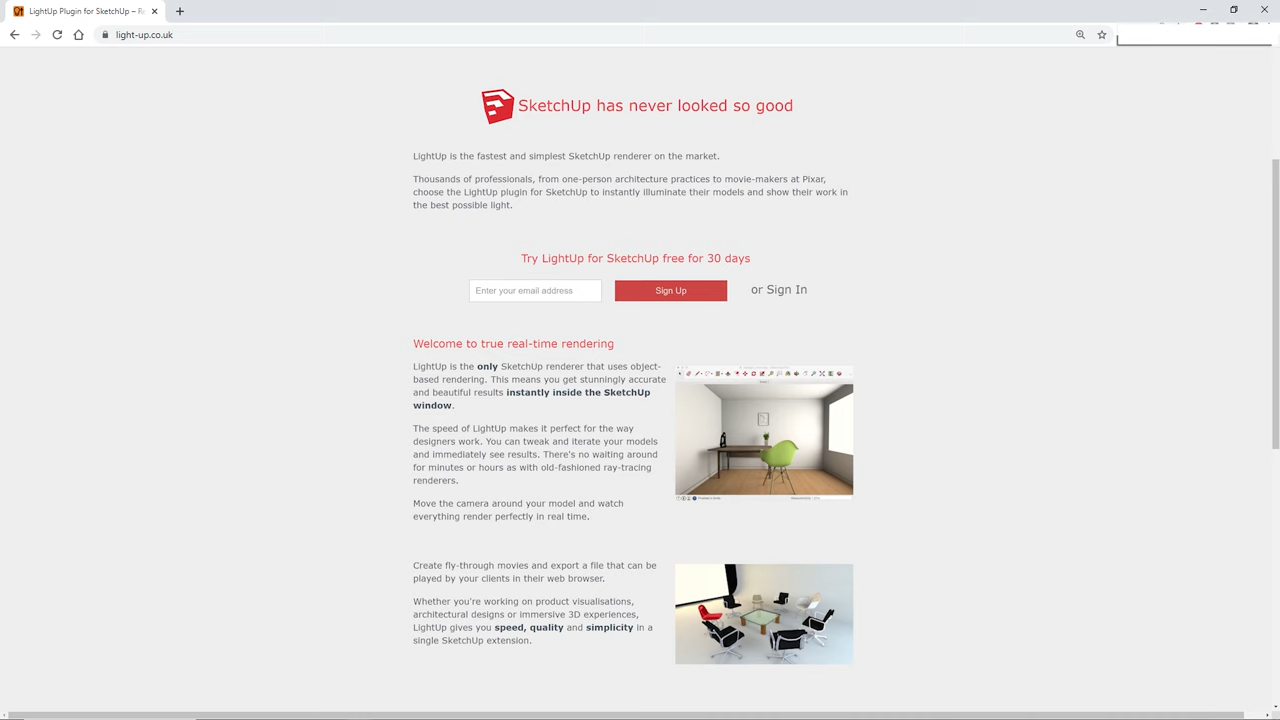 LightUp Plugin for SketchUp – Re
light-up.co.uk
SketchUp has never looked so good
LightUp is the fastest and simplest SketchUp renderer on the market.
Thousands of professionals, from one-person architecture practices to movie-makers at Pixar,
choose the LightUp plugin for SketchUp to instantly illuminate their models and show their work in
the best possible light.
Try LightUp for SketchUp free for 30 days
Enter your email address
Sign Up
or Sign In
Welcome to true real-time rendering
LightUp is the only SketchUp renderer that uses object-
based rendering. This means you get stunningly accurate
and beautiful results instantly inside the SketchUp
window.
The speed of LightUp makes it perfect for the way
designers work. You can tweak and iterate your models
and immediately see results. There's no waiting around
for minutes or hours as with old-fashioned ray-tracing
renderers.
Move the camera around your model and watch
everything render perfectly in real time.
Create fly-through movies and export a file that can be
played by your clients in their web browser.
Whether you're working on product visualisations,
architectural designs or immersive 3D experiences,
LightUp gives you speed, quality and simplicity in a
single SketchUp extension.